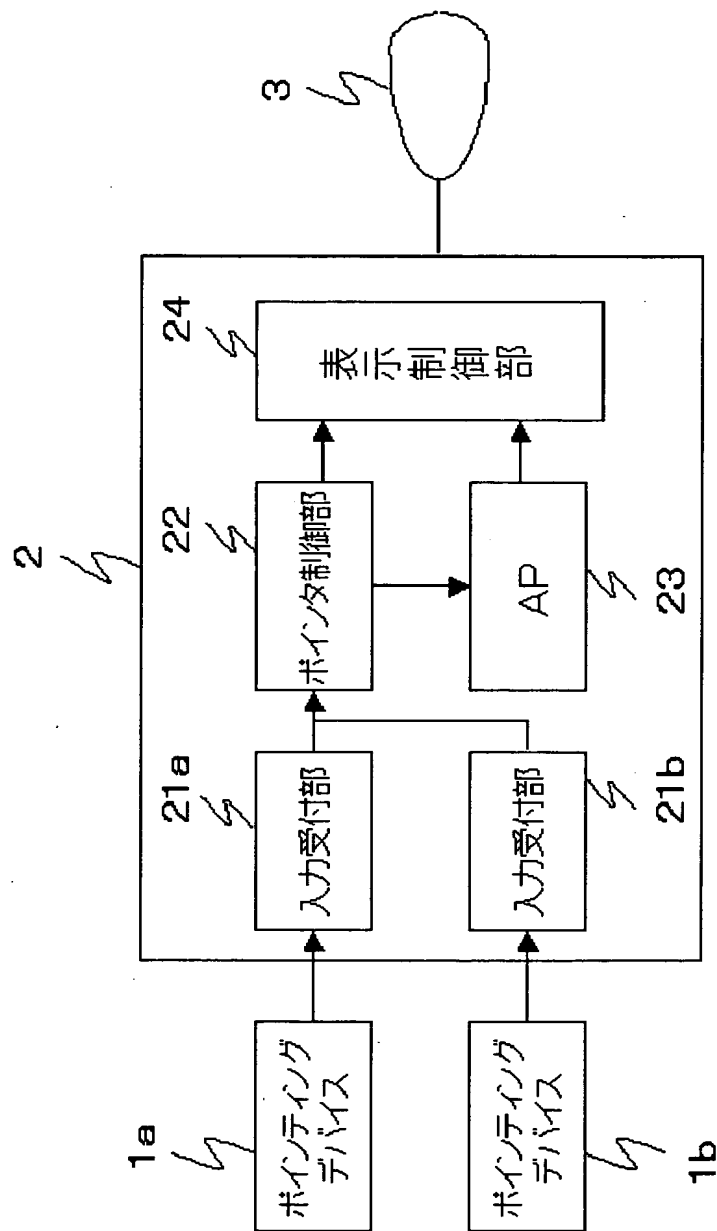 1a
ポインティング
デバイス
1b
ポインティング
デバイス
2
21a
入力受付部
21b
入力受付部
22
ポインタ制御部
23
AP
24
表示制御部
3